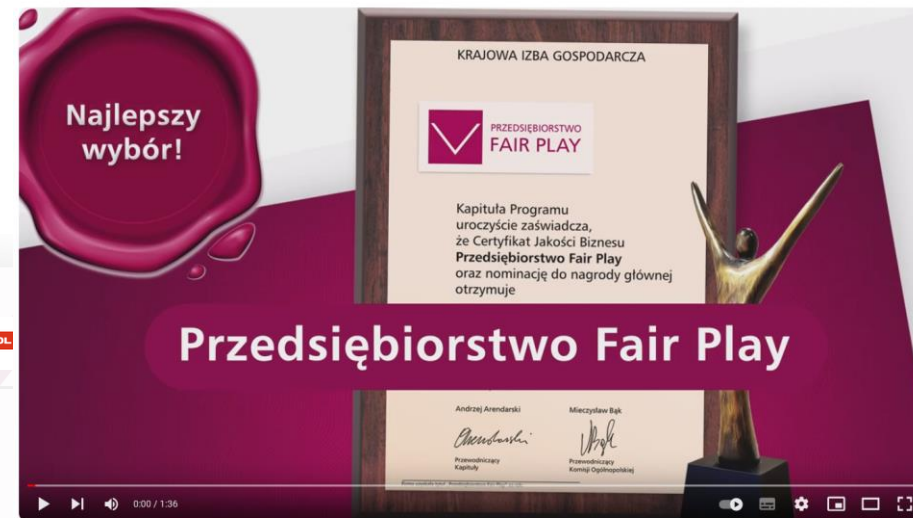 Najlepszy
wybór!
KRAJOWA IZBA GOSPODARCZA
PRZEDSIĘBIORSTWO
FAIR PLAY
Kapituła Programu
uroczyście zaświadcza,
że Certyfikat Jakości Biznesu
Przedsiębiorstwo Fair Play
oraz nominację do nagrody głównej
otrzymuje
Przedsiębiorstwo Fair Play
Andrzej Arendarski
Mieczysław Bąk
Przewodniczący
Kapituły
Przewodniczący
Komisji Ogólnopolskiej
0:00 / 1:36